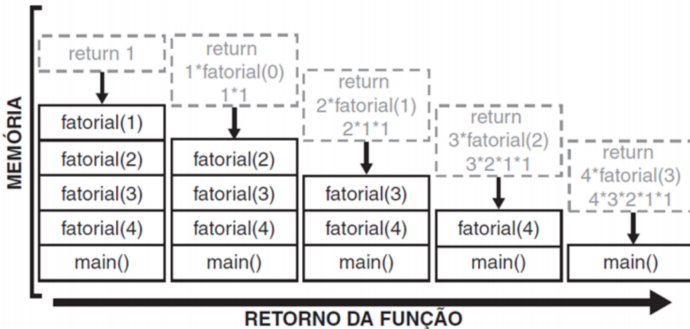 MEMÓRIA
return 1
fatorial(1)
fatorial(2)
fatorial(3)
fatorial(4)
main()
return
1*fatorial(0)
1*1
fatorial(2)
fatorial(3)
fatorial(4)
main()
return
2*fatorial(1)
2*1*1
fatorial(3)
fatorial(4)
main()
return
3*fatorial(2)
3*2*1*1
fatorial(4)
main()
return
4*fatorial(3)
4*3*2*1*1
main()
RETORNO DA FUNÇÃO